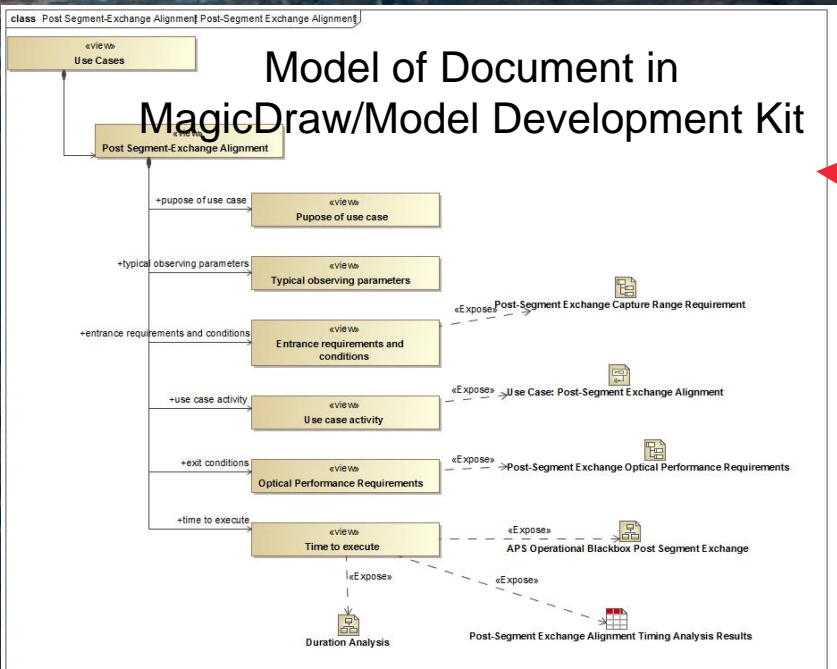 class Post Segment-Exchange Alignment[ Post-Segment Exchange Alignment]
«view»
Use Cases
Model of Document in
MagicDraw/Model Development Kit
«view»
Post Segment-Exchange Alignment
+pupose of use case
«view»
Pupose of use case
+typical observing parameters
«view»
Typical observing parameters
+entrance requirements and conditions
«view»
Entrance requirements and
conditions
«Expose»
Post-Segment Exchange Capture Range Requirement
+use case activity
«view»
Use case activity
«Expose»
Use Case: Post-Segment Exchange Alignment
+exit conditions
«view»
Optical Performance Requirements
«Expose»
Post-Segment Exchange Optical Performance Requirements
+time to execute
«view»
Time to execute
«Expose»
APS Operational Blackbox Post Segment Exchange
«Expose»
Duration Analysis
«Expose»
Post-Segment Exchange Alignment Timing Analysis Results